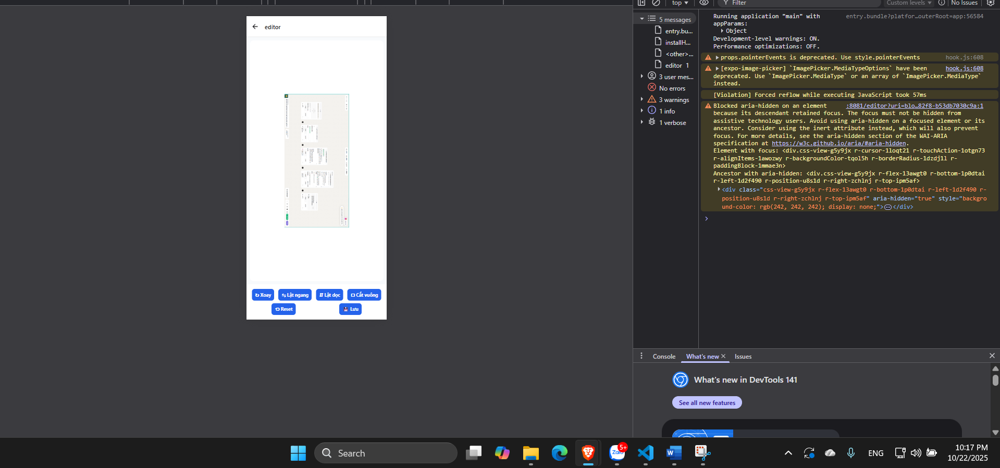 top
Filter
Custom levels
No Issues
editor
5 messages
entry.bu...
installH...
<other>...
editor 1
3 user mes...
No errors
3 warnings
1 info
1 verbose
Running application "main" with entry.bundle?platfor…outerRoot=app:56584
appParams:
Object
Development-level warnings: ON.
Performance optimizations: OFF.
props.pointerEvents is deprecated. Use style.pointerEvents hook.js:608
[expo-image-picker] `ImagePicker.MediaTypeOptions` have been hook.js:608
deprecated. Use `ImagePicker.MediaType` or an array of `ImagePicker.MediaType`
instead.
[Violation] Forced reflow while executing JavaScript took 57ms
Blocked aria-hidden on an element :8081/editor?uri=blo…82f8-b53db7030c9a:1
because its descendant retained focus. The focus must not be hidden from
assistive technology users. Avoid using aria-hidden on a focused element or its
ancestor. Consider using the inert attribute instead, which will also prevent
focus. For more details, see the aria-hidden section of the WAI-ARIA
specification at https://w3c.github.io/aria/#aria-hidden.
Element with focus: <div.css-view-g5y9jx r-cursor-1loqt21 r-touchAction-1otgn73
r-alignItems-1awozwy r-backgroundColor-tqol5h r-borderRadius-1dzdj1l r-
paddingBlock-1mmae3n>
Ancestor with aria-hidden: <div.css-view-g5y9jx r-flex-13awgt0 r-bottom-1p0dtai
r-left-1d2f490 r-position-u8s1d r-right-zchlnj r-top-ipm5af>
<div class="css-view-g5y9jx r-flex-13awgt0 r-bottom-1p0dtai r-left-1d2f490 r-
position-u8s1d r-right-zchlnj r-top-ipm5af" aria-hidden="true" style="backgro
und-color: rgb(242, 242, 242); display: none;">…</div>
↻ Xoay
⇋ Lật ngang
⇵ Lật dọc
Cắt vuông
⟲ Reset
Lưu
Console
What's new
Issues
What's new in DevTools 141
See all new features
Search
Zalo
5+
W
ENG
10:17 PM
10/22/2025